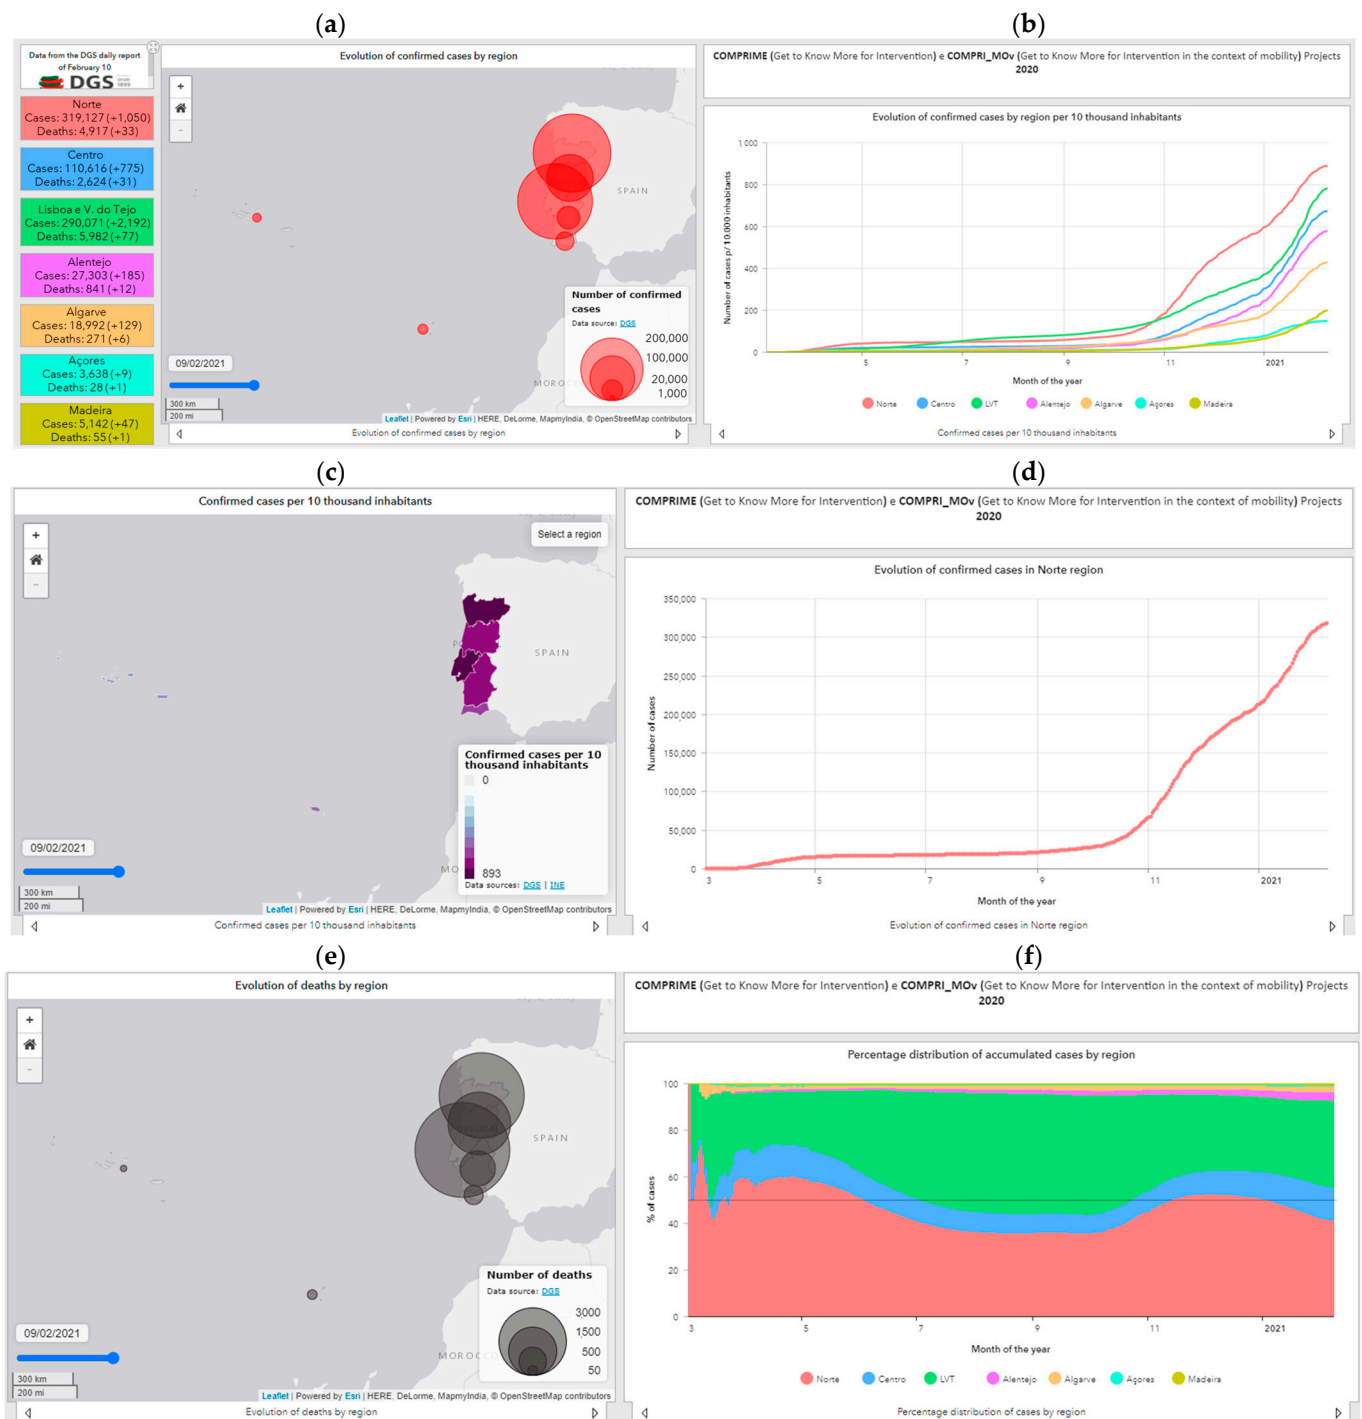 (a)
Data from the DGS daily report
of February 10
DGS
Norte
Cases: 319,127 (+1,050)
Deaths: 4,917 (+33)
Centro
Cases: 110,616 (+775)
Deaths: 2,624 (+31)
Lisboa e V. do Tejo
Cases: 290,071 (+2,192)
Deaths: 5,982 (+77)
Alentejo
Cases: 27,303 (+185)
Deaths: 841 (+12)
Algarve
Cases: 18,992 (+129)
Deaths: 271 (+6)
Açores
Cases: 3,638 (+9)
Deaths: 28 (+1)
Madeira
Cases: 5,142 (+47)
Deaths: 55 (+1)
Evolution of confirmed cases by region
+
-
SPAIN
Number of confirmed
cases
Data source: DGS
200,000
100,000
20,000
1,000
09/02/2021
300 km
200 mi
Leaflet | Powered by Esri | HERE, DeLorme, MapmyIndia, © OpenStreetMap contributors
Evolution of confirmed cases by region
(b)
COMPRIME (Get to Know More for Intervention) e COMPRI_MOv (Get to Know More for Intervention in the context of mobility) Projects
2020
Evolution of confirmed cases by region per 10 thousand inhabitants
Number of cases p/ 10.000 inhabitants
1 000
800
600
400
200
0
5
7
9
11
2021
Month of the year
Norte Centro LVT Alentejo Algarve Açores Madeira
Confirmed cases per 10 thousand inhabitants
(c)
Confirmed cases per 10 thousand inhabitants
+
-
Select a region
SPAIN
Confirmed cases per 10
thousand inhabitants
0
893
Data sources: DGS | INE
09/02/2021
300 km
200 mi
Leaflet | Powered by Esri | HERE, DeLorme, MapmyIndia, © OpenStreetMap contributors
Confirmed cases per 10 thousand inhabitants
(d)
COMPRIME (Get to Know More for Intervention) e COMPRI_MOv (Get to Know More for Intervention in the context of mobility) Projects
2020
Evolution of confirmed cases in Norte region
Number of cases
350,000
300,000
250,000
200,000
150,000
100,000
50,000
0
3
5
7
9
11
2021
Month of the year
Evolution of confirmed cases in Norte region
(e)
Evolution of deaths by region
+
-
SPAIN
Number of deaths
Data source: DGS
3000
1500
500
50
09/02/2021
300 km
200 mi
Leaflet | Powered by Esri | HERE, DeLorme, MapmyIndia, © OpenStreetMap contributors
Evolution of deaths by region
(f)
COMPRIME (Get to Know More for Intervention) e COMPRI_MOv (Get to Know More for Intervention in the context of mobility) Projects
2020
Percentage distribution of accumulated cases by region
% of cases
100
80
60
40
20
0
3
5
7
9
11
2021
Month of the year
Norte Centro LVT Alentejo Algarve Açores Madeira
Percentage distribution of cases by region